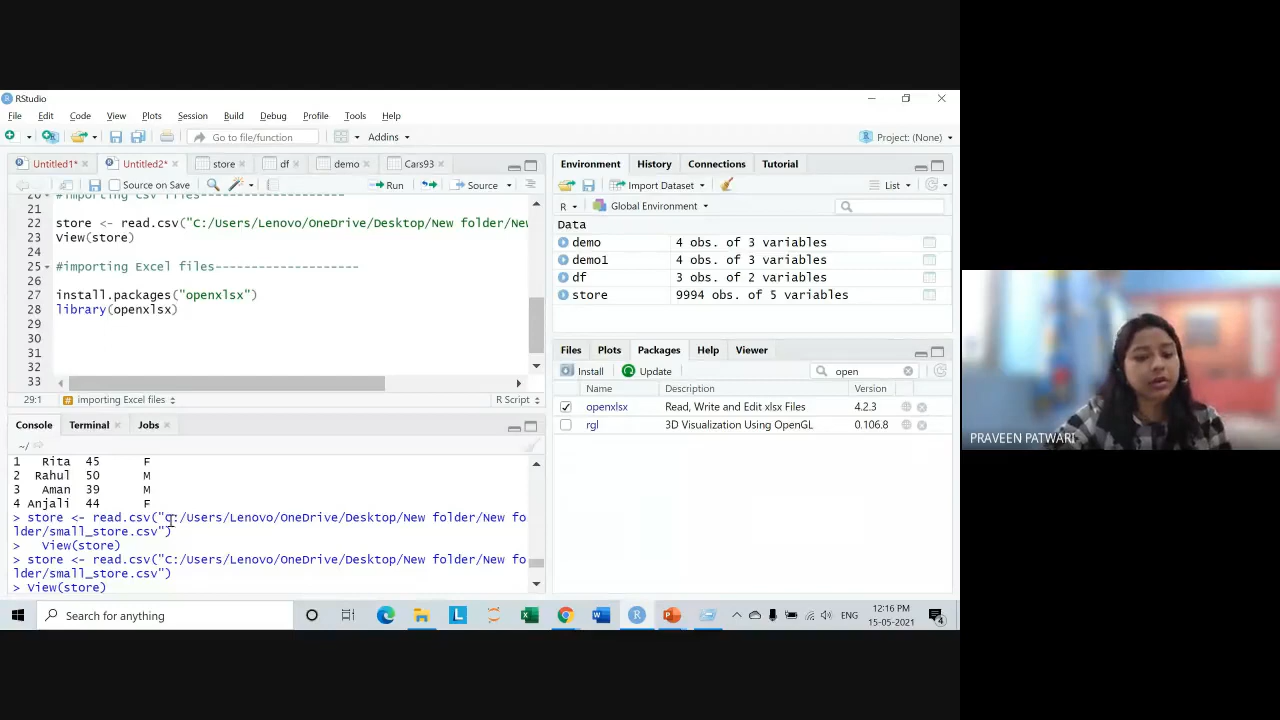 RStudio
File Edit Code View Plots Session Build Debug Profile Tools Help
Go to file/function
Addins
Project: (None)
Untitled1* Untitled2* store df demo Cars93
Source on Save Run Source
#importing Csv files--------------------
21
22 store <- read.csv("C:/Users/Lenovo/OneDrive/Desktop/New folder/New
23 View(store)
24
25 #importing Excel files-------------------
26
27 install.packages("openxlsx")
28 library(openxlsx)
29
30
31
32
33
29:1 importing Excel files R Script
Console Terminal Jobs
~/
1 Rita 45 F
2 Rahul 50 M
3 Aman 39 M
4 Anjali 44 F
> store <- read.csv("C:/Users/Lenovo/OneDrive/Desktop/New folder/New fo
lder/small_store.csv")
> View(store)
> store <- read.csv("C:/Users/Lenovo/OneDrive/Desktop/New folder/New fo
lder/small_store.csv")
> View(store)
Environment History Connections Tutorial
Import Dataset List
R Global Environment
Data
demo 4 obs. of 3 variables
demo1 4 obs. of 3 variables
df 3 obs. of 2 variables
store 9994 obs. of 5 variables
Files Plots Packages Help Viewer
Install Update open
Name Description Version
openxlsx Read, Write and Edit xlsx Files 4.2.3
rgl 3D Visualization Using OpenGL 0.106.8
Search for anything
ENG
12:16 PM
15-05-2021
4
PRAVEEN PATWARI